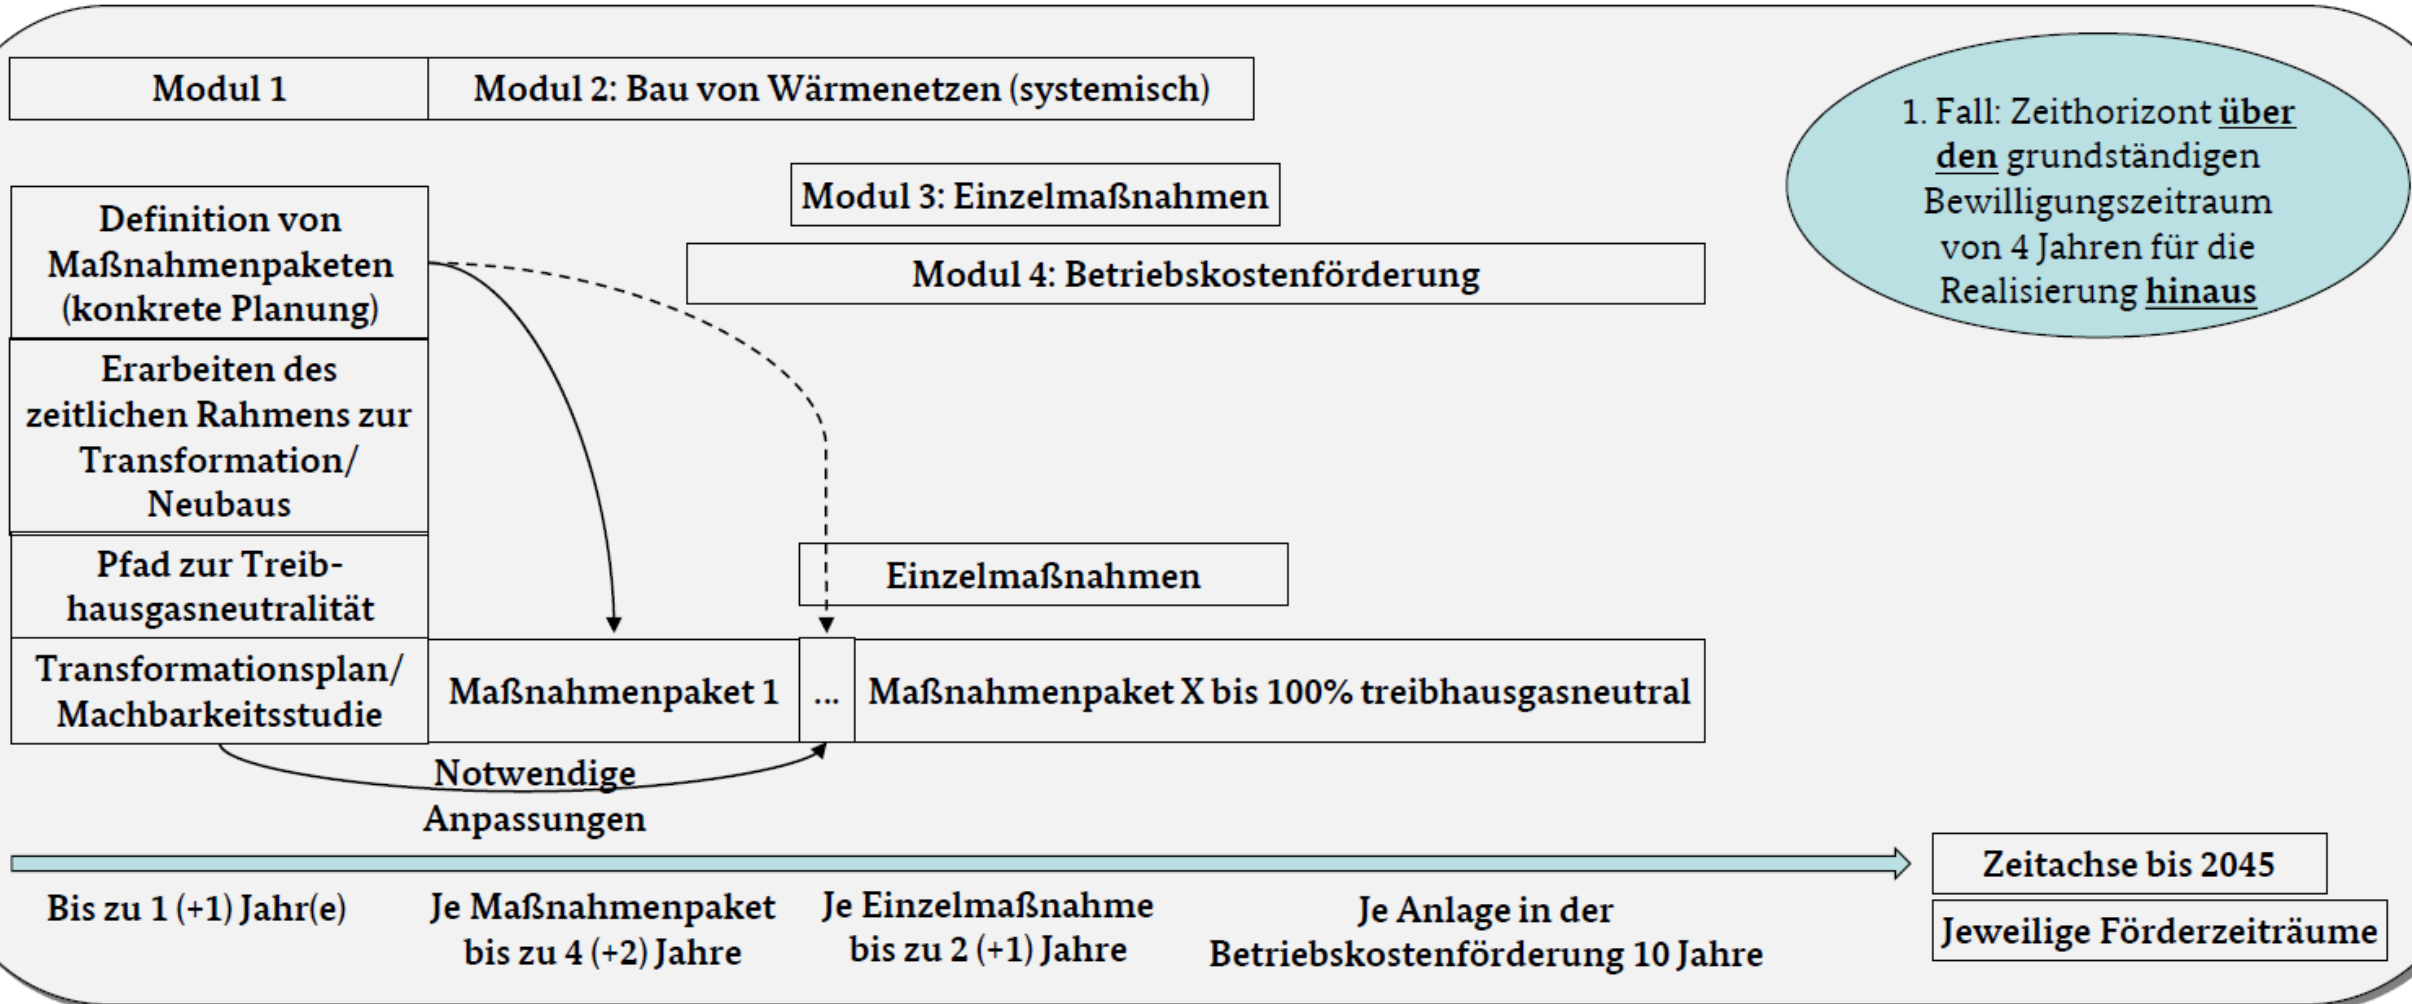 Modul 1
Modul 2: Bau von Wärmenetzen (systemisch)
1. Fall: Zeithorizont über
den grundständigen
Bewilligungszeitraum
von 4 Jahren für die
Realisierung hinaus
Modul 3: Einzelmaßnahmen
Modul 4: Betriebskostenförderung
Definition von
Maßnahmenpaketen
(konkrete Planung)
Erarbeiten des
zeitlichen Rahmens zur
Transformation/
Neubaus
Pfad zur Treib-
hausgasneutralität
Einzelmaßnahmen
Transformationsplan/
Machbarkeitsstudie
Maßnahmenpaket 1
...
Maßnahmenpaket X bis 100% treibhausgasneutral
Notwendige
Anpassungen
Zeitachse bis 2045
Bis zu 1 (+1) Jahr(e)
Je Maßnahmenpaket
bis zu 4 (+2) Jahre
Je Einzelmaßnahme
bis zu 2 (+1) Jahre
Je Anlage in der
Betriebskostenförderung 10 Jahre
Jeweilige Förderzeiträume